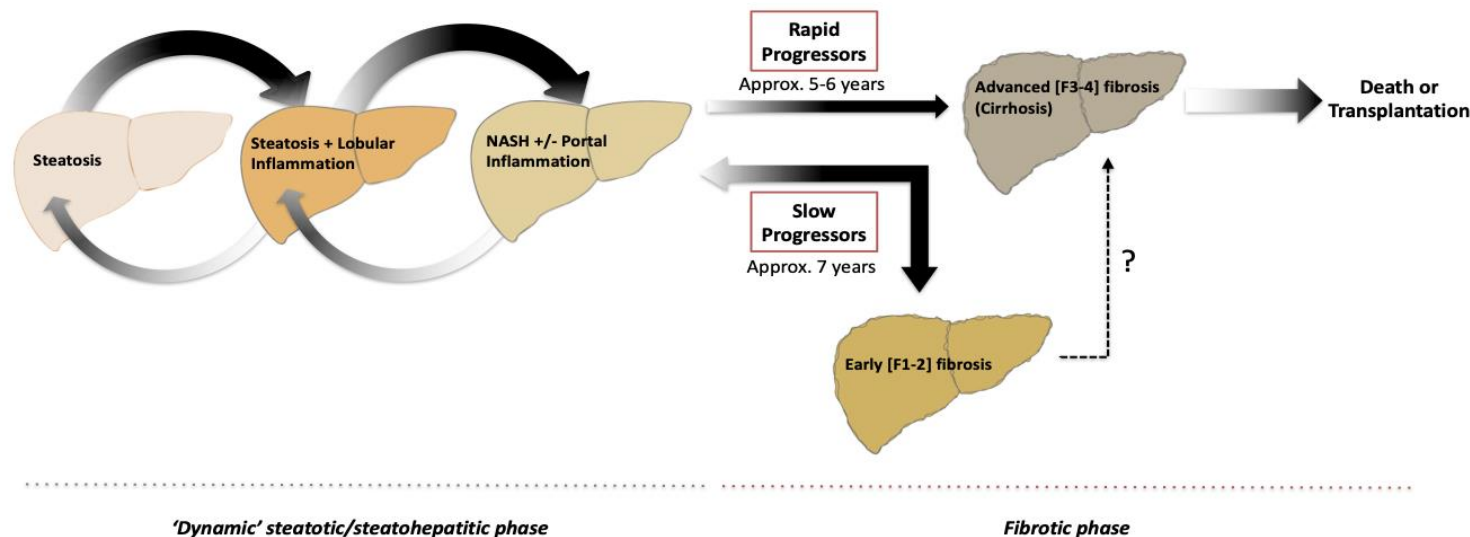 Steatosis
Steatosis + Lobular
Inflammation
NASH +/- Portal
Inflammation
Rapid
Progressors
Approx. 5-6 years
Slow
Progressors
Approx. 7 years
Advanced [F3-4] fibrosis
(Cirrhosis)
Death or
Transplantation
?
Early [F1-2] fibrosis
‘Dynamic’ steatotic/steatohepatitic phase
Fibrotic phase